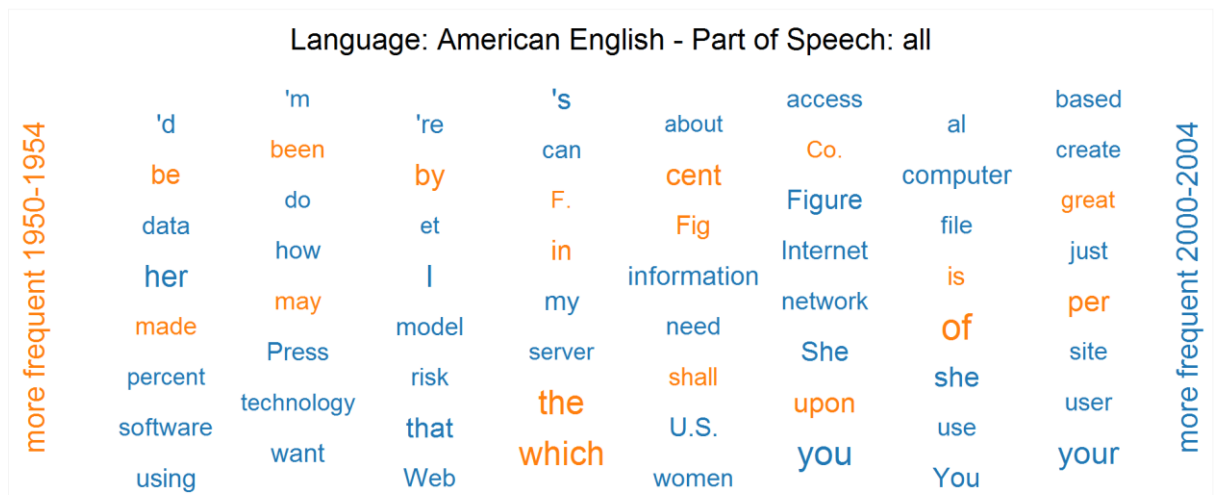 Language: American English - Part of Speech: all
more frequent 1950-1954
'd
be
data
her
made
percent
software
using
'm
been
do
how
may
Press
technology
want
're
by
et
I
model
risk
that
Web
's
can
F.
in
my
server
the
which
about
cent
Fig
information
need
shall
U.S.
women
access
Co.
Figure
Internet
network
She
upon
you
al
computer
file
is
of
she
use
You
based
create
great
just
per
site
user
your
more frequent 2000-2004